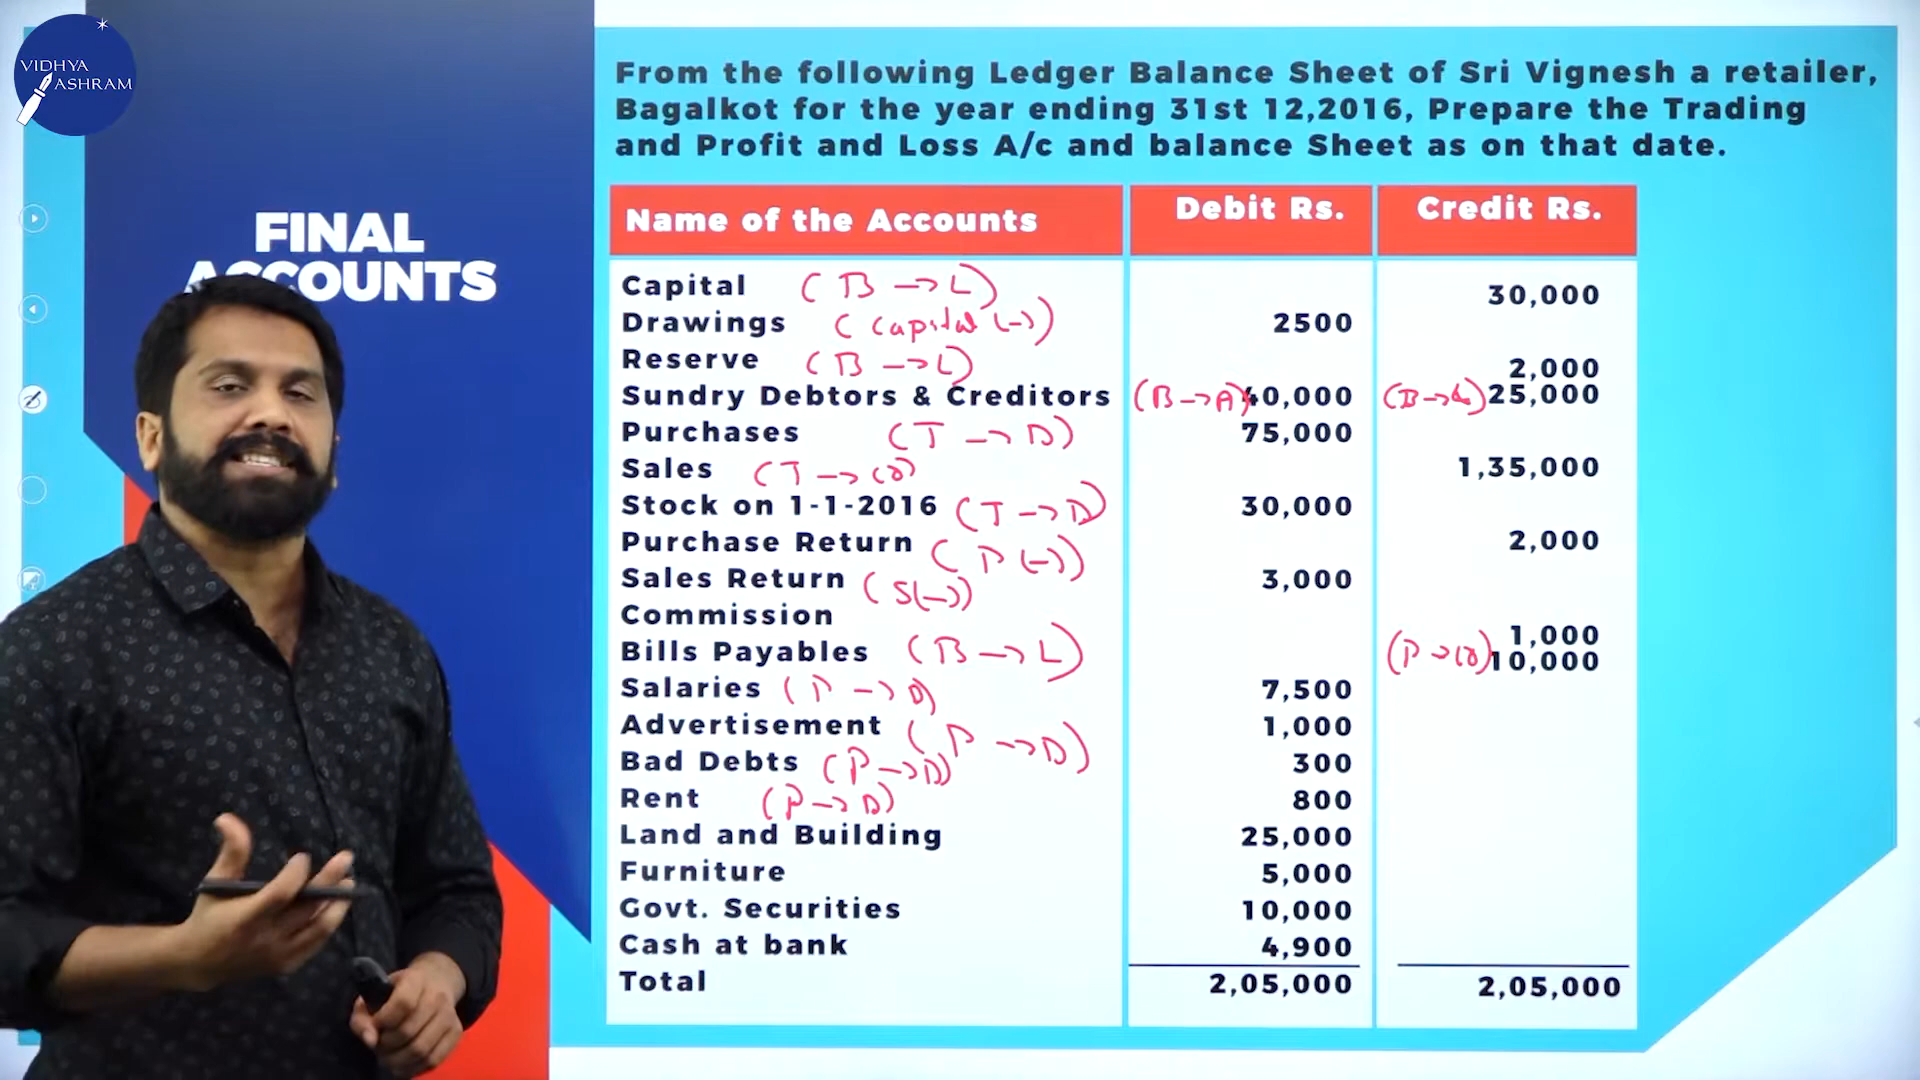 VIDHYA
ASHRAM
FINAL
ACCOUNTS
From the following Ledger Balance Sheet of Sri Vignesh a retailer,
Bagalkot for the year ending 31st 12,2016, Prepare the Trading
and Profit and Loss A/c and balance Sheet as on that date.
Name of the Accounts Debit Rs. Credit Rs.
Capital (B → L) 30,000
Drawings (Capital (-)) 2500
Reserve (B → L) 2,000
Sundry Debtors & Creditors (B → A) 40,000 (B → L) 25,000
Purchases (T → D) 75,000
Sales (T → Cr) 1,35,000
Stock on 1-1-2016 (T → D) 30,000
Purchase Return (P (-)) 2,000
Sales Return (S(-)) 3,000
Commission 1,000
Bills Payables (B → L) (P → Cr) 10,000
Salaries (P → D) 7,500
Advertisement (P → D) 1,000
Bad Debts (P → D) 300
Rent (P → D) 800
Land and Building 25,000
Furniture 5,000
Govt. Securities 10,000
Cash at bank 4,900
Total 2,05,000 2,05,000